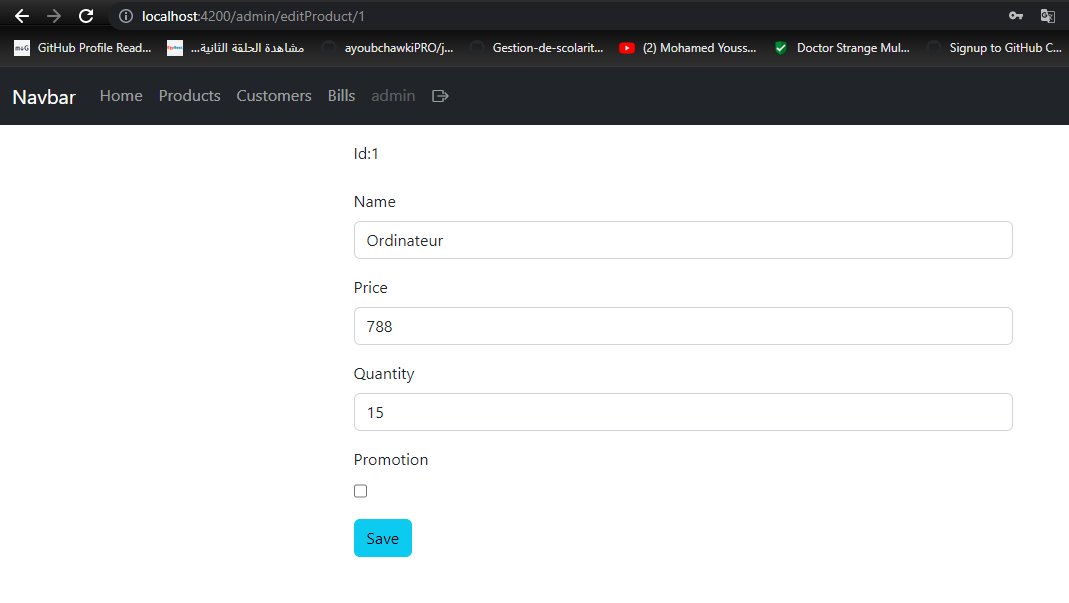 localhost:4200/admin/editProduct/1
GitHub Profile Read... مشاهدة الحلقة الثانية... ayoubchawkiPRO/j... Gestion-de-scolarit... (2) Mohamed Youss... Doctor Strange Mul... Signup to GitHub C...
Navbar Home Products Customers Bills admin
Id:1
Name
Ordinateur
Price
788
Quantity
15
Promotion
Save